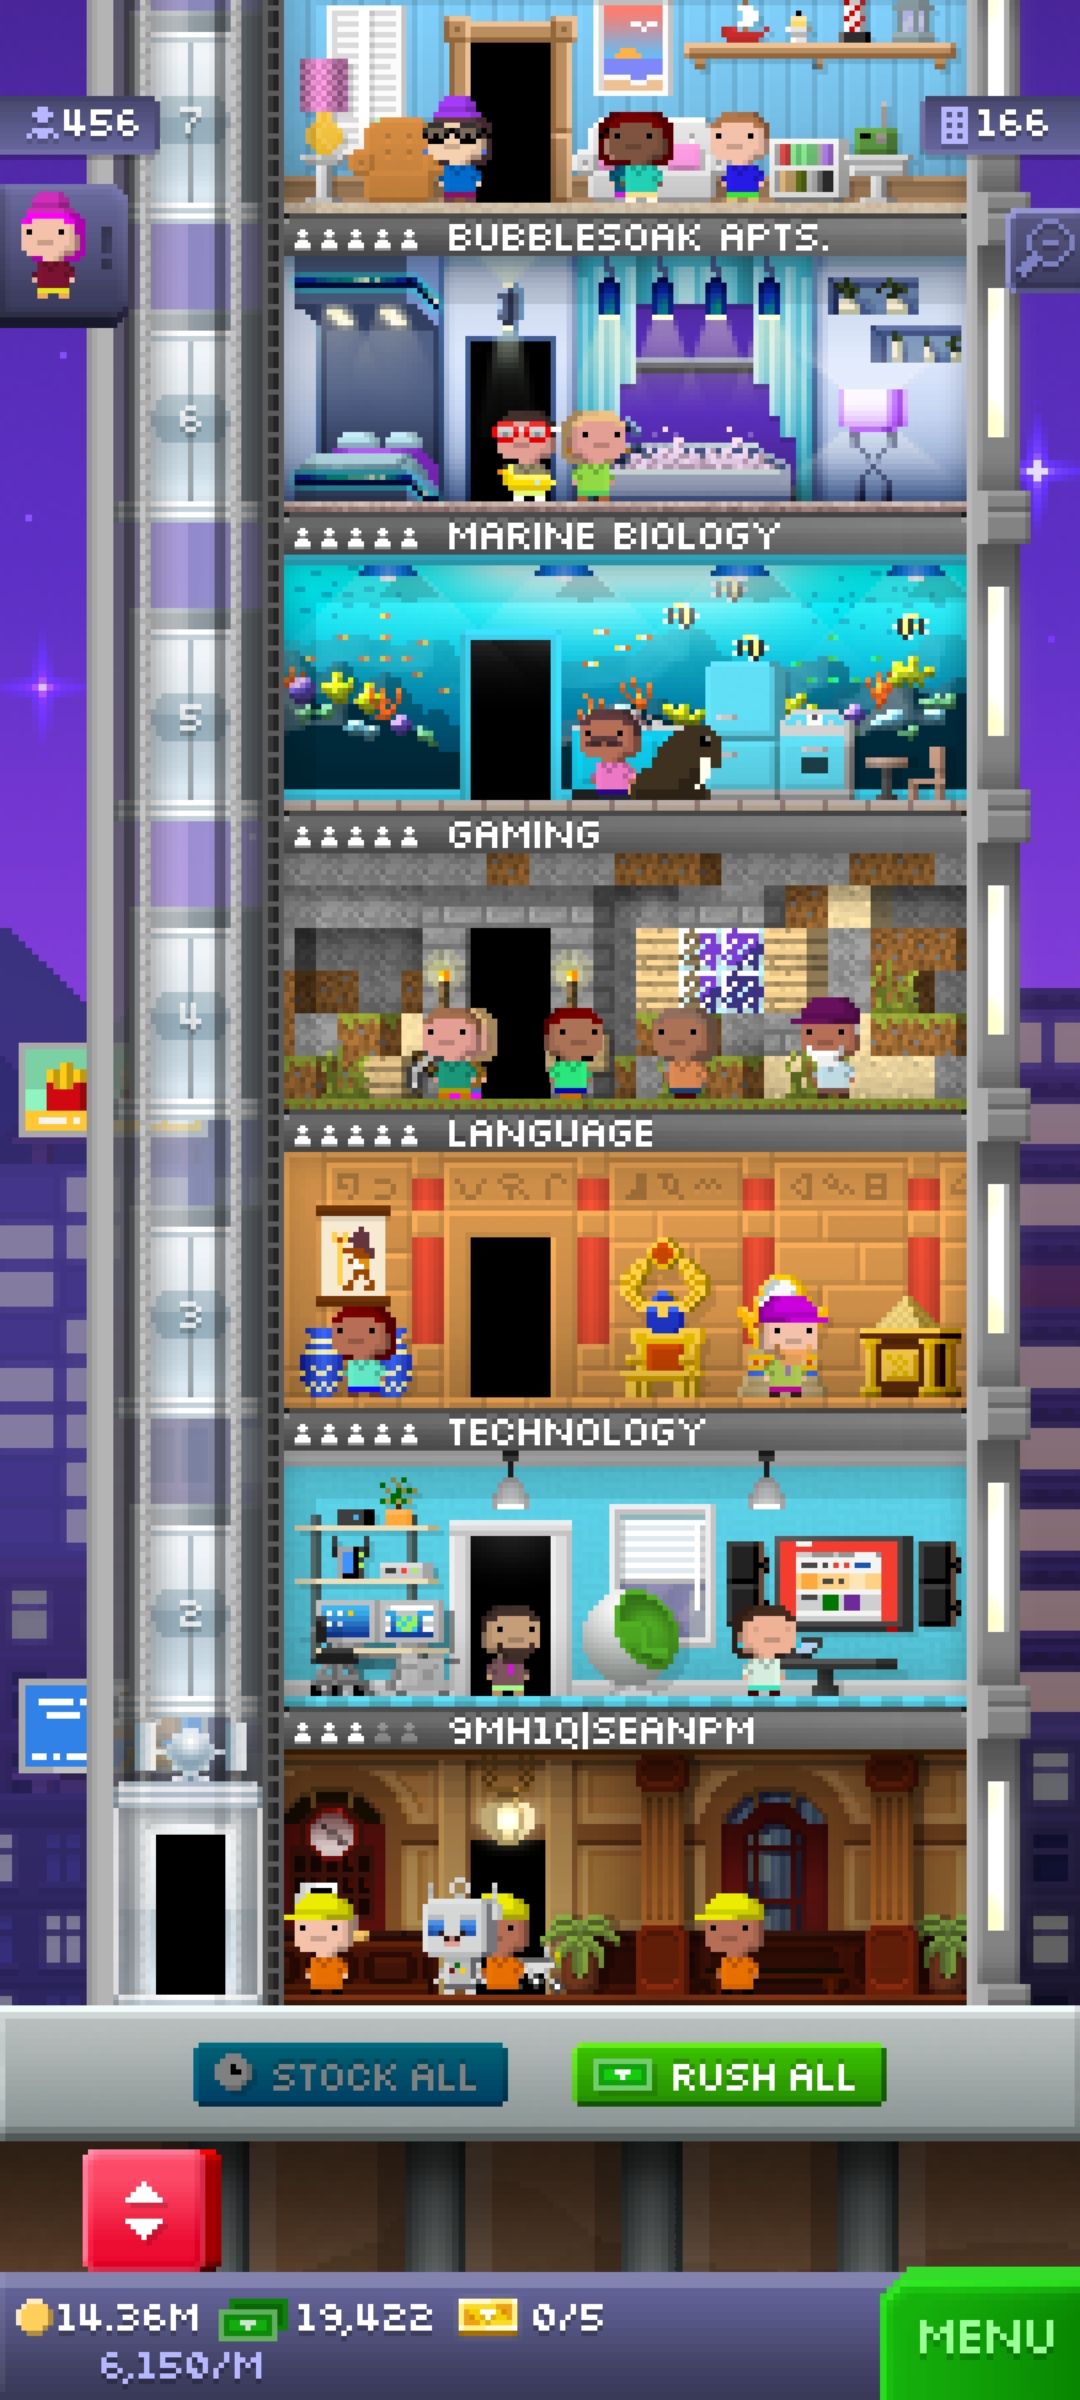 7
456
166
!
BUBBLESOAK APTS.
6
MARINE BIOLOGY
5
GAMING
4
LANGUAGE
3
TECHNOLOGY
2
9MH1Q|SEANPM
STOCK ALL
RUSH ALL
14.36M
19,422
0/5
6,150/M
MENU